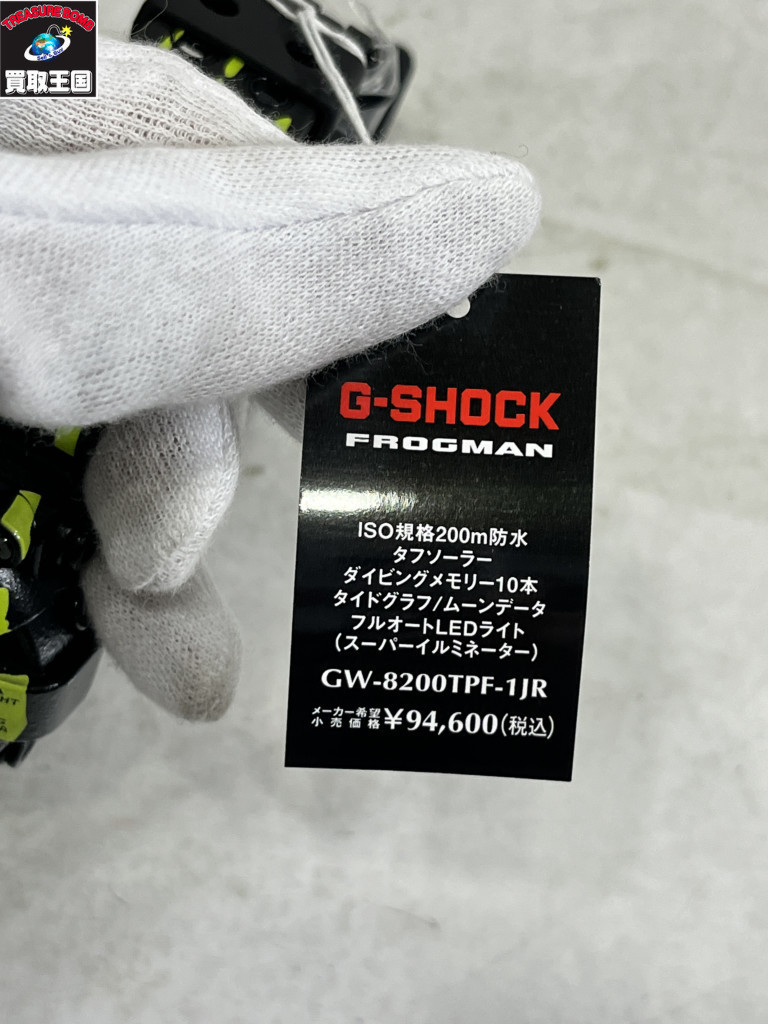 TREASURE BOMB
買取王国
G-SHOCK
FROGMAN
ISO規格200m防水
タフソーラー
ダイビングメモリー10本
タイドグラフ/ムーンデータ
フルオートLEDライト
(スーパーイルミネーター)
GW-8200TPF-1JR
メーカー希望
小売価格 ¥94,600(税込)